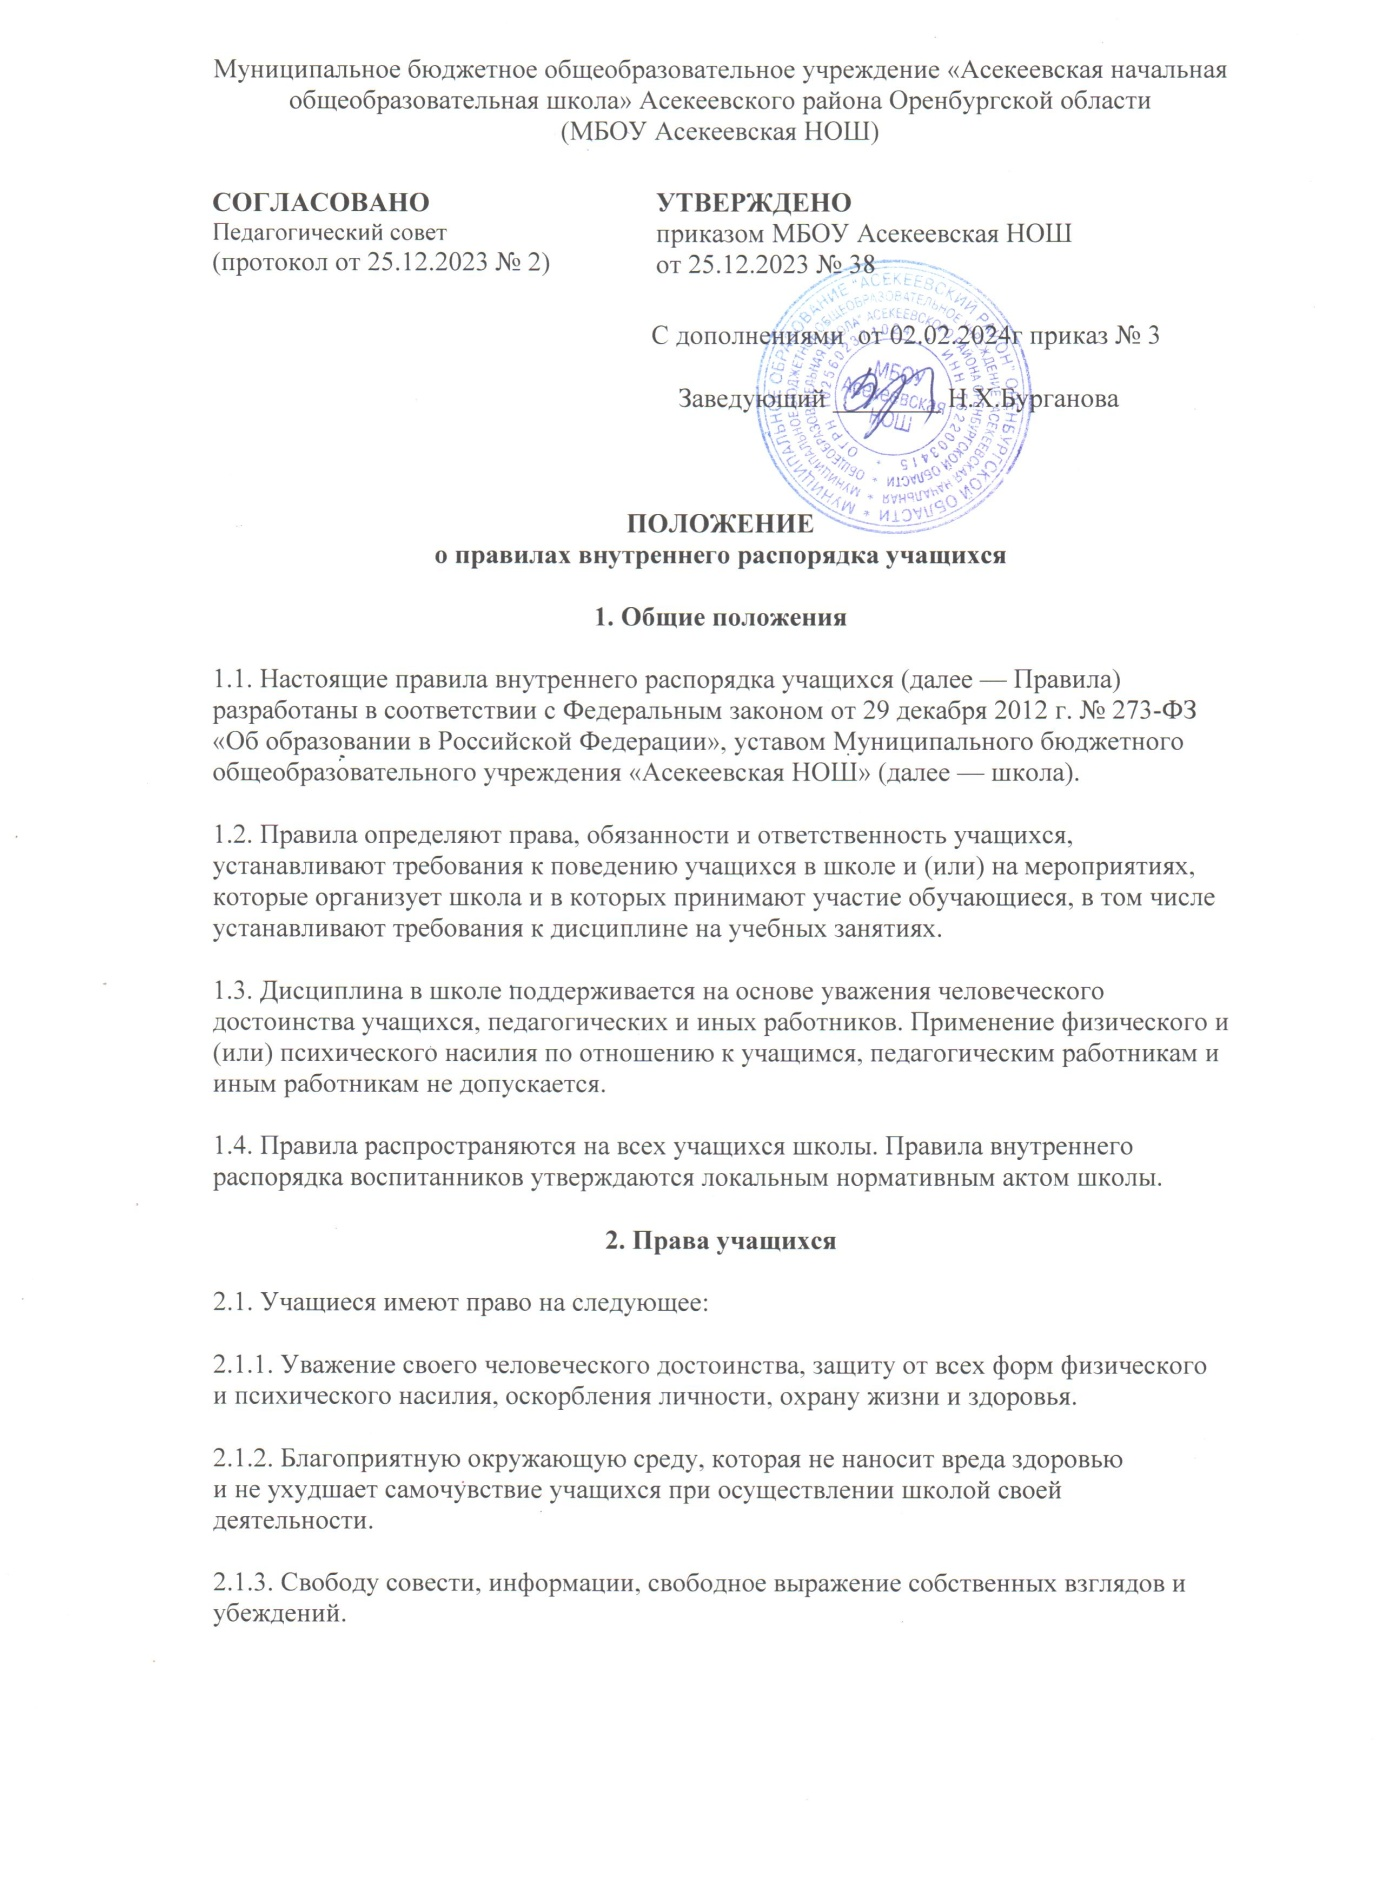 Муниципальное бюджетное общеобразовательное учреждение «Асекеевская начальная
общеобразовательная школа» Асекеевского района Оренбургской области
(МБОУ Асекеевская НОШ)
СОГЛАСОВАНО
Педагогический совет
(протокол от 25.12.2023 № 2)
УТВЕРЖДЕНО
приказом МБОУ Асекеевская НОШ
от 25.12.2023 № 38
С дополнениями от 02.02.2024г приказ № 3
Заведующий ________ Н.Х.Бурганова
МБОУ
Асекеевская
НОШ
ПОЛОЖЕНИЕ
о правилах внутреннего распорядка учащихся
1. Общие положения
1.1. Настоящие правила внутреннего распорядка учащихся (далее — Правила)
разработаны в соответствии с Федеральным законом от 29 декабря 2012 г. № 273-ФЗ
«Об образовании в Российской Федерации», уставом Муниципального бюджетного
общеобразовательного учреждения «Асекеевская НОШ» (далее — школа).
1.2. Правила определяют права, обязанности и ответственность учащихся,
устанавливают требования к поведению учащихся в школе и (или) на мероприятиях,
которые организует школа и в которых принимают участие обучающиеся, в том числе
устанавливают требования к дисциплине на учебных занятиях.
1.3. Дисциплина в школе поддерживается на основе уважения человеческого
достоинства учащихся, педагогических и иных работников. Применение физического и
(или) психического насилия по отношению к учащимся, педагогическим работникам и
иным работникам не допускается.
1.4. Правила распространяются на всех учащихся школы. Правила внутреннего
распорядка воспитанников утверждаются локальным нормативным актом школы.
2. Права учащихся
2.1. Учащиеся имеют право на следующее:
2.1.1. Уважение своего человеческого достоинства, защиту от всех форм физического
и психического насилия, оскорбления личности, охрану жизни и здоровья.
2.1.2. Благоприятную окружающую среду, которая не наносит вреда здоровью
и не ухудшает самочувствие учащихся при осуществлении школой своей
деятельности.
2.1.3. Свободу совести, информации, свободное выражение собственных взглядов и
убеждений.